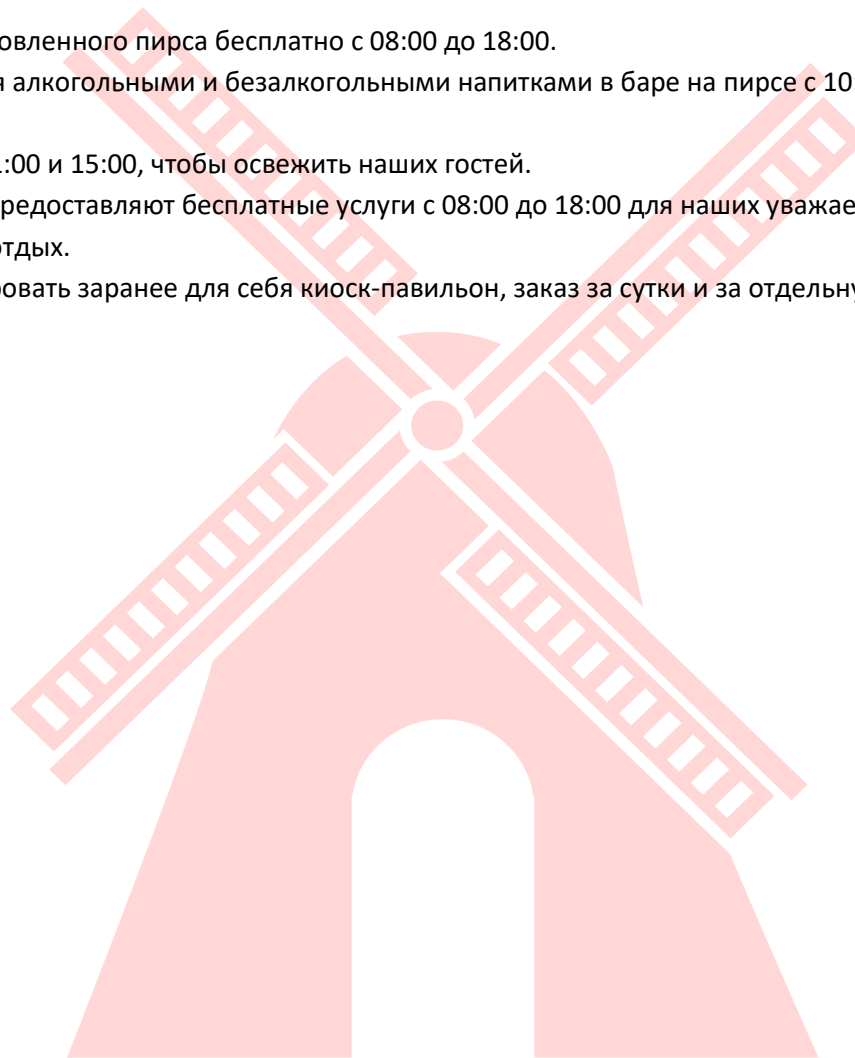 овленного пирса бесплатно с 08:00 до 18:00.
я алкогольными и безалкогольными напитками в баре на пирсе с 10:
:00 и 15:00, чтобы освежить наших гостей.
редоставляют бесплатные услуги с 08:00 до 18:00 для наших уважае
отдых.
овать заранее для себя киоск-павильон, заказ за сутки и за отдельну